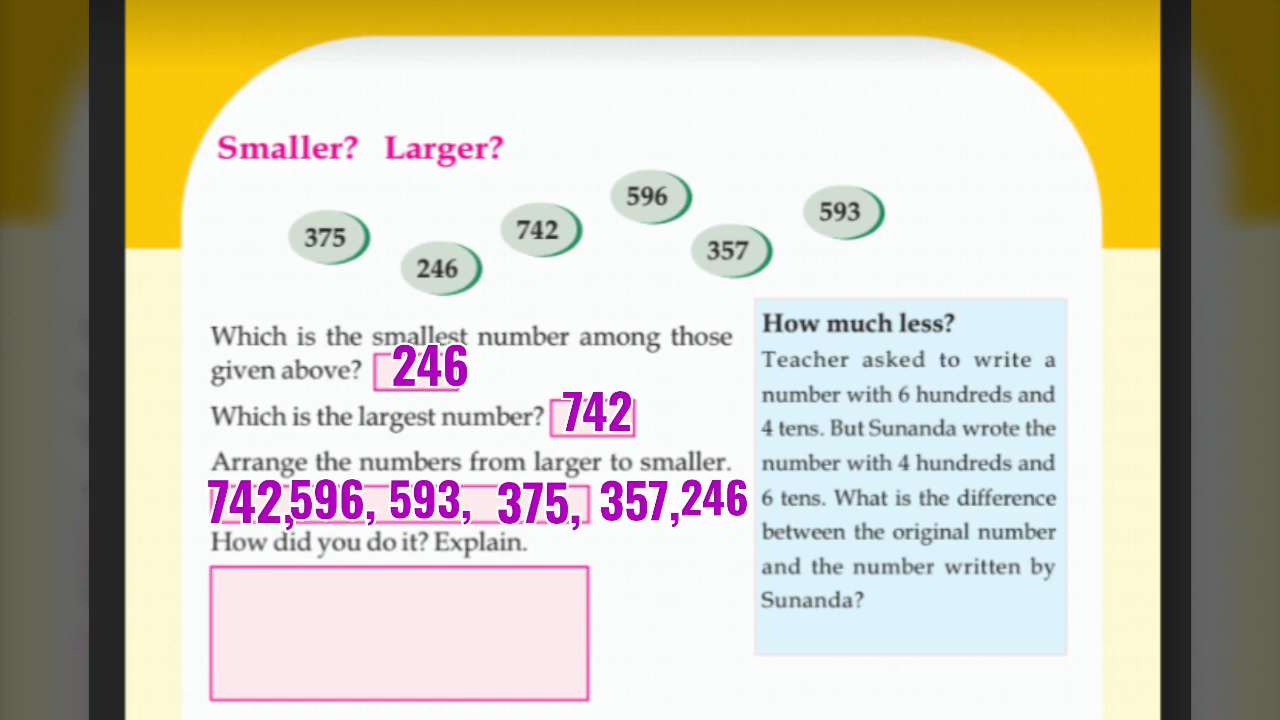 Smaller? Larger?
596
593
742
375
357
246
Which is the smallest number among those
given above? 246
Which is the largest number? 742
Arrange the numbers from larger to smaller.
742,596, 593, 375, 357,246
How did you do it? Explain.
How much less?
Teacher asked to write a
number with 6 hundreds and
4 tens. But Sunanda wrote the
number with 4 hundreds and
6 tens. What is the difference
between the original number
and the number written by
Sunanda?